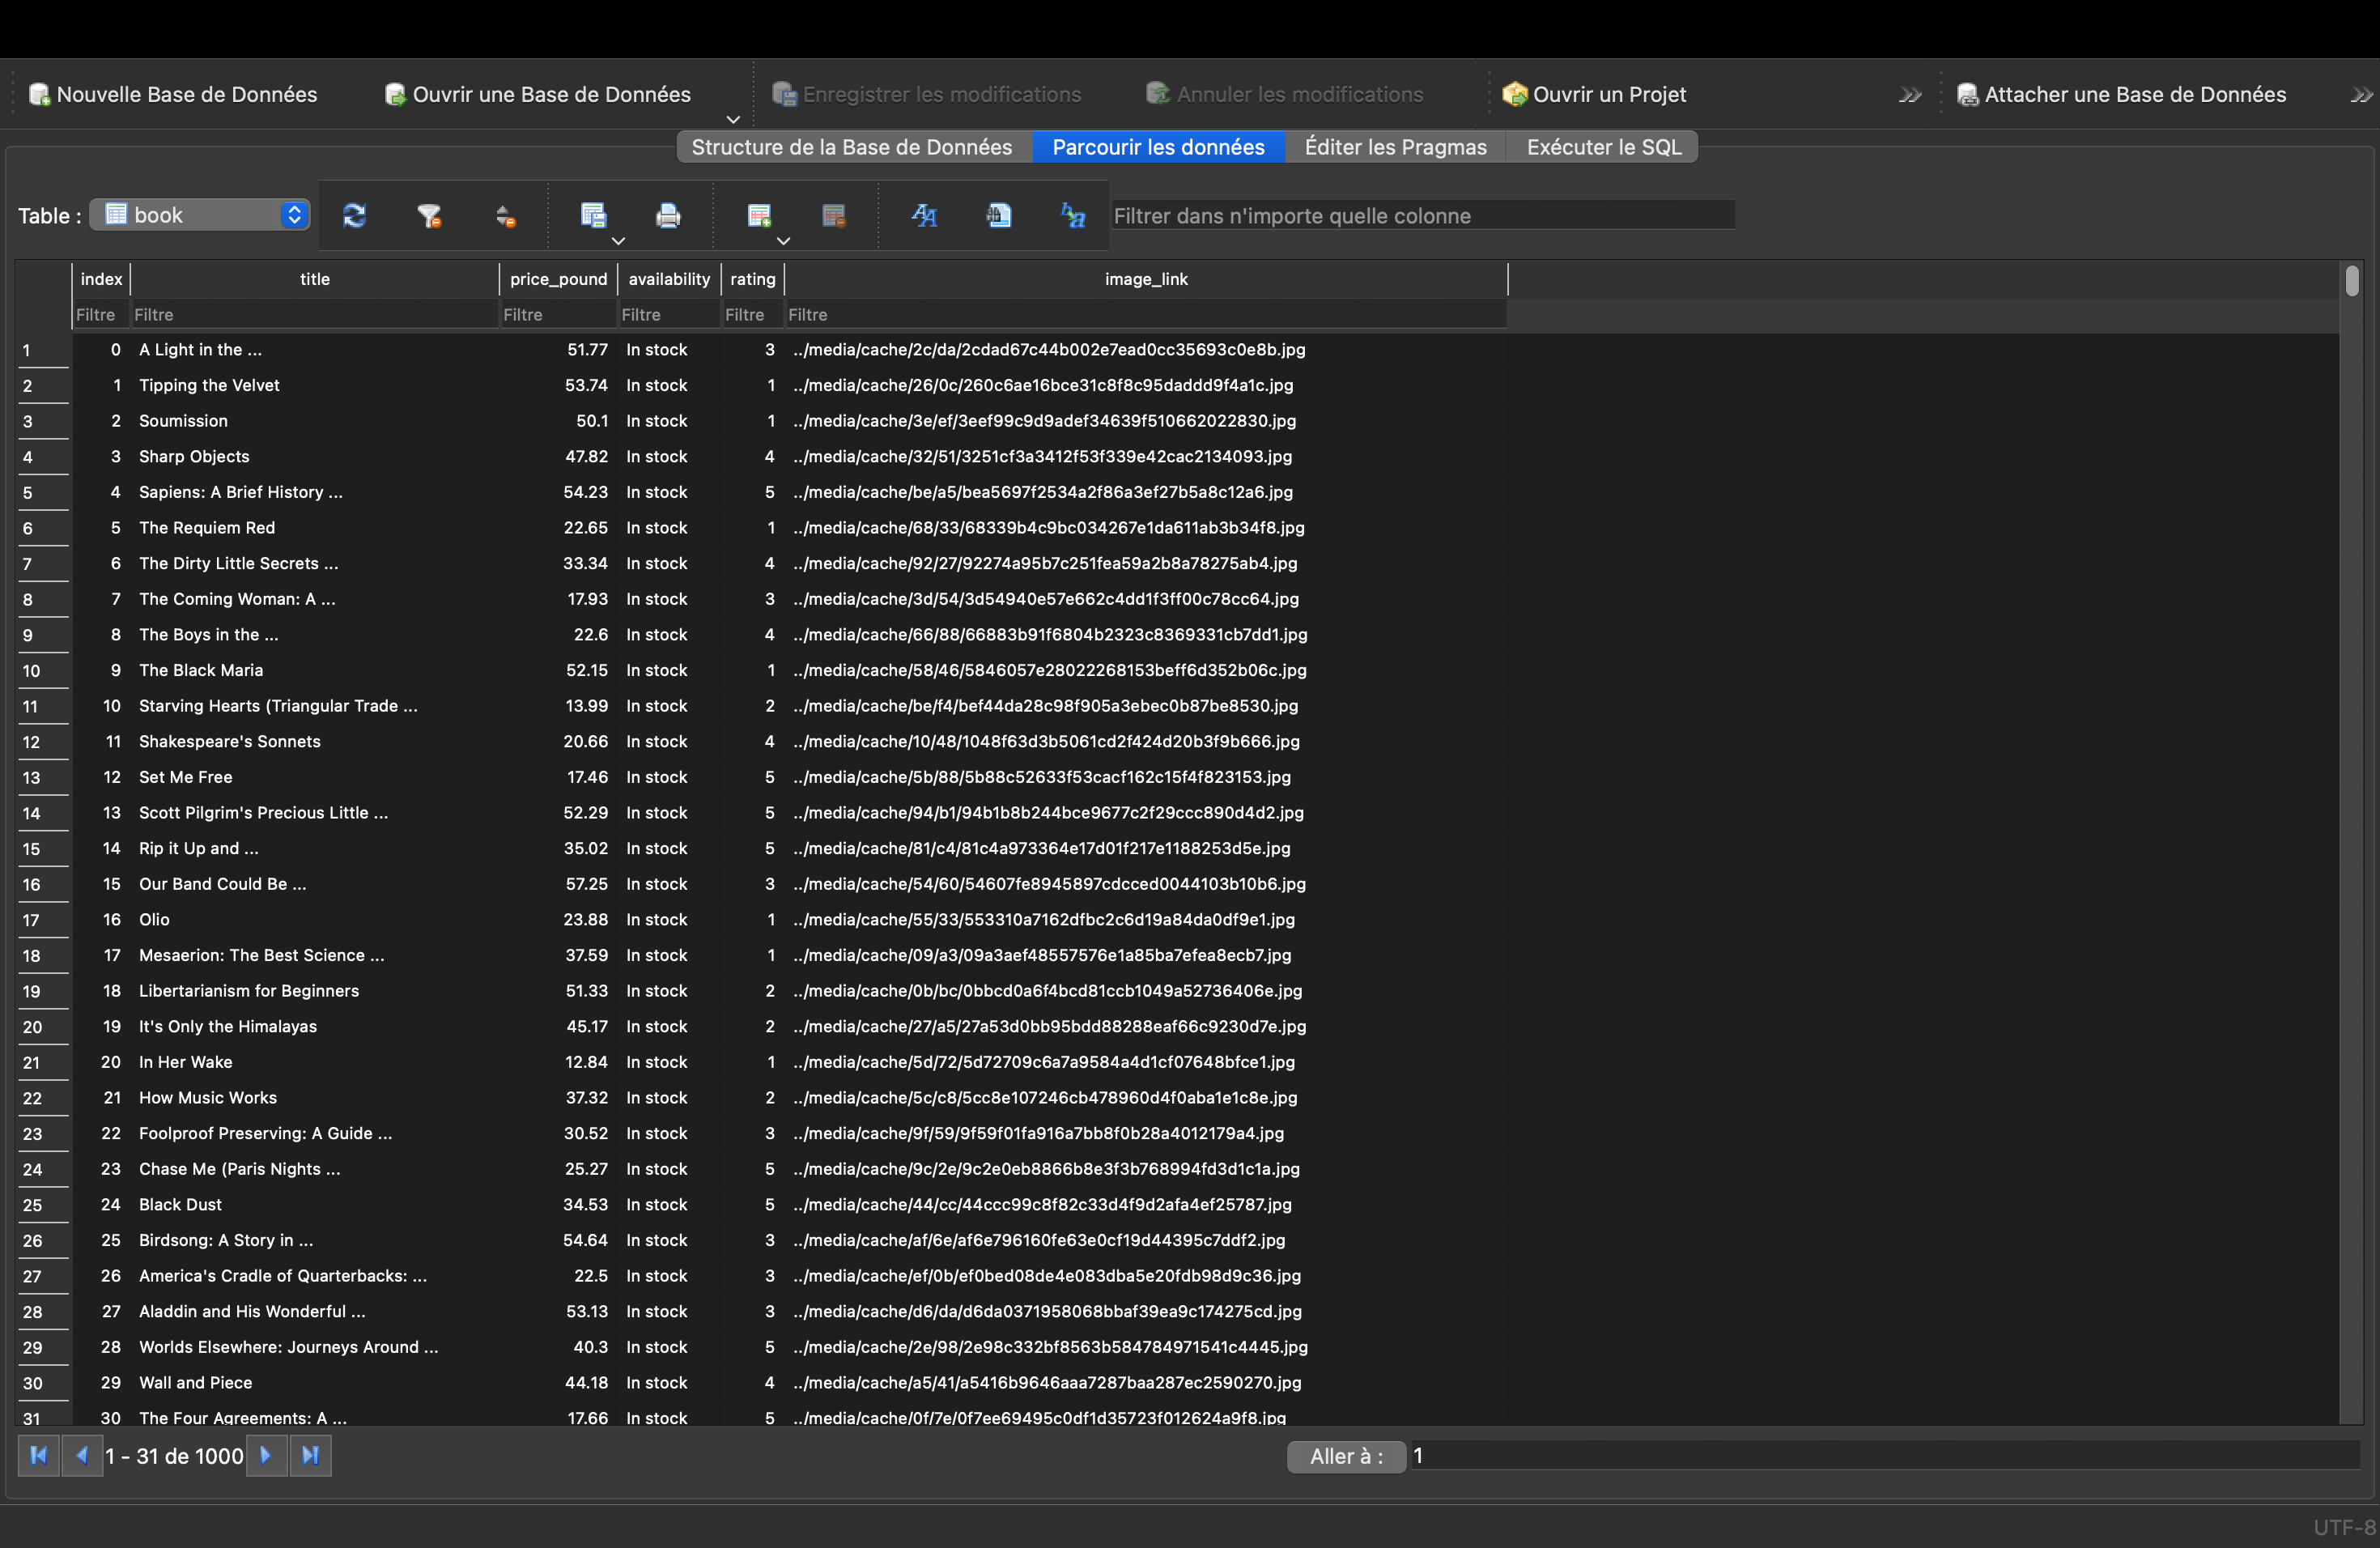 Nouvelle Base de Données Ouvrir une Base de Données Enregistrer les modifications Annuler les modifications Ouvrir un Projet Attacher une Base de Données
Structure de la Base de Données Parcourir les données Éditer les Pragmas Exécuter le SQL
Table : book Filtrer dans n'importe quelle colonne
index title price_pound availability rating image_link
Filtre Filtre Filtre Filtre Filtre Filtre
1 0 A Light in the ... 51.77 In stock 3 ../media/cache/2c/da/2cdad67c44b002e7ead0cc35693c0e8b.jpg
2 1 Tipping the Velvet 53.74 In stock 1 ../media/cache/26/0c/260c6ae16bce31c8f8c95daddd9f4a1c.jpg
3 2 Soumission 50.1 In stock 1 ../media/cache/3e/ef/3eef99c9d9adef34639f510662022830.jpg
4 3 Sharp Objects 47.82 In stock 4 ../media/cache/32/51/3251cf3a3412f53f339e42cac2134093.jpg
5 4 Sapiens: A Brief History ... 54.23 In stock 5 ../media/cache/be/a5/bea5697f2534a2f86a3ef27b5a8c12a6.jpg
6 5 The Requiem Red 22.65 In stock 1 ../media/cache/68/33/68339b4c9bc034267e1da611ab3b34f8.jpg
7 6 The Dirty Little Secrets ... 33.34 In stock 4 ../media/cache/92/27/92274a95b7c251fea59a2b8a78275ab4.jpg
8 7 The Coming Woman: A ... 17.93 In stock 3 ../media/cache/3d/54/3d54940e57e662c4dd1f3ff00c78cc64.jpg
9 8 The Boys in the ... 22.6 In stock 4 ../media/cache/66/88/66883b91f6804b2323c8369331cb7dd1.jpg
10 9 The Black Maria 52.15 In stock 1 ../media/cache/58/46/5846057e28022268153beff6d352b06c.jpg
11 10 Starving Hearts (Triangular Trade ... 13.99 In stock 2 ../media/cache/be/f4/bef44da28c98f905a3ebec0b87be8530.jpg
12 11 Shakespeare's Sonnets 20.66 In stock 4 ../media/cache/10/48/1048f63d3b5061cd2f424d20b3f9b666.jpg
13 12 Set Me Free 17.46 In stock 5 ../media/cache/5b/88/5b88c52633f53cacf162c15f4f823153.jpg
14 13 Scott Pilgrim's Precious Little ... 52.29 In stock 5 ../media/cache/94/b1/94b1b8b244bce9677c2f29ccc890d4d2.jpg
15 14 Rip it Up and ... 35.02 In stock 5 ../media/cache/81/c4/81c4a973364e17d01f217e1188253d5e.jpg
16 15 Our Band Could Be ... 57.25 In stock 3 ../media/cache/54/60/54607fe8945897cdcced0044103b10b6.jpg
17 16 Olio 23.88 In stock 1 ../media/cache/55/33/553310a7162dfbc2c6d19a84da0df9e1.jpg
18 17 Mesaerion: The Best Science ... 37.59 In stock 1 ../media/cache/09/a3/09a3aef48557576e1a85ba7efea8ecb7.jpg
19 18 Libertarianism for Beginners 51.33 In stock 2 ../media/cache/0b/bc/0bbcd0a6f4bcd81ccb1049a52736406e.jpg
20 19 It's Only the Himalayas 45.17 In stock 2 ../media/cache/27/a5/27a53d0bb95bdd88288eaf66c9230d7e.jpg
21 20 In Her Wake 12.84 In stock 1 ../media/cache/5d/72/5d72709c6a7a9584a4d1cf07648bfce1.jpg
22 21 How Music Works 37.32 In stock 2 ../media/cache/5c/c8/5cc8e107246cb478960d4f0aba1e1c8e.jpg
23 22 Foolproof Preserving: A Guide ... 30.52 In stock 3 ../media/cache/9f/59/9f59f01fa916a7bb8f0b28a4012179a4.jpg
24 23 Chase Me (Paris Nights ... 25.27 In stock 5 ../media/cache/9c/2e/9c2e0eb8866b8e3f3b768994fd3d1c1a.jpg
25 24 Black Dust 34.53 In stock 5 ../media/cache/44/cc/44ccc99c8f82c33d4f9d2afa4ef25787.jpg
26 25 Birdsong: A Story in ... 54.64 In stock 3 ../media/cache/af/6e/af6e796160fe63e0cf19d44395c7ddf2.jpg
27 26 America's Cradle of Quarterbacks: ... 22.5 In stock 3 ../media/cache/ef/0b/ef0bed08de4e083dba5e20fdb98d9c36.jpg
28 27 Aladdin and His Wonderful ... 53.13 In stock 3 ../media/cache/d6/da/d6da0371958068bbaf39ea9c174275cd.jpg
29 28 Worlds Elsewhere: Journeys Around ... 40.3 In stock 5 ../media/cache/2e/98/2e98c332bf8563b584784971541c4445.jpg
30 29 Wall and Piece 44.18 In stock 4 ../media/cache/a5/41/a5416b9646aaa7287baa287ec2590270.jpg
31 30 The Four Agreements: A ... 17.66 In stock 5 ../media/cache/0f/7e/0f7ee69495c0df1d35723f012624a9f8.jpg
1 - 31 de 1000 Aller à : 1
UTF-8